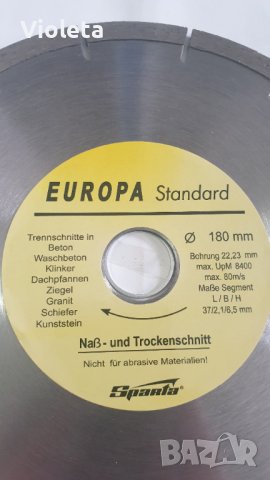 Violeta
EUROPA Standard
Trennschnitte in
Beton
Waschbeton
Klinker
Dachpfannen
Ziegel
Granit
Schiefer
Kunststein
Ø 180 mm
Bohrung 22,23 mm
max. UpM 8400
max. 80m/s
Maße Segment
L / B / H
37/2,1/6,5 mm
Naß - und Trockenschnitt
Nicht für abrasive Materialien!
Sparta®
BAZAR